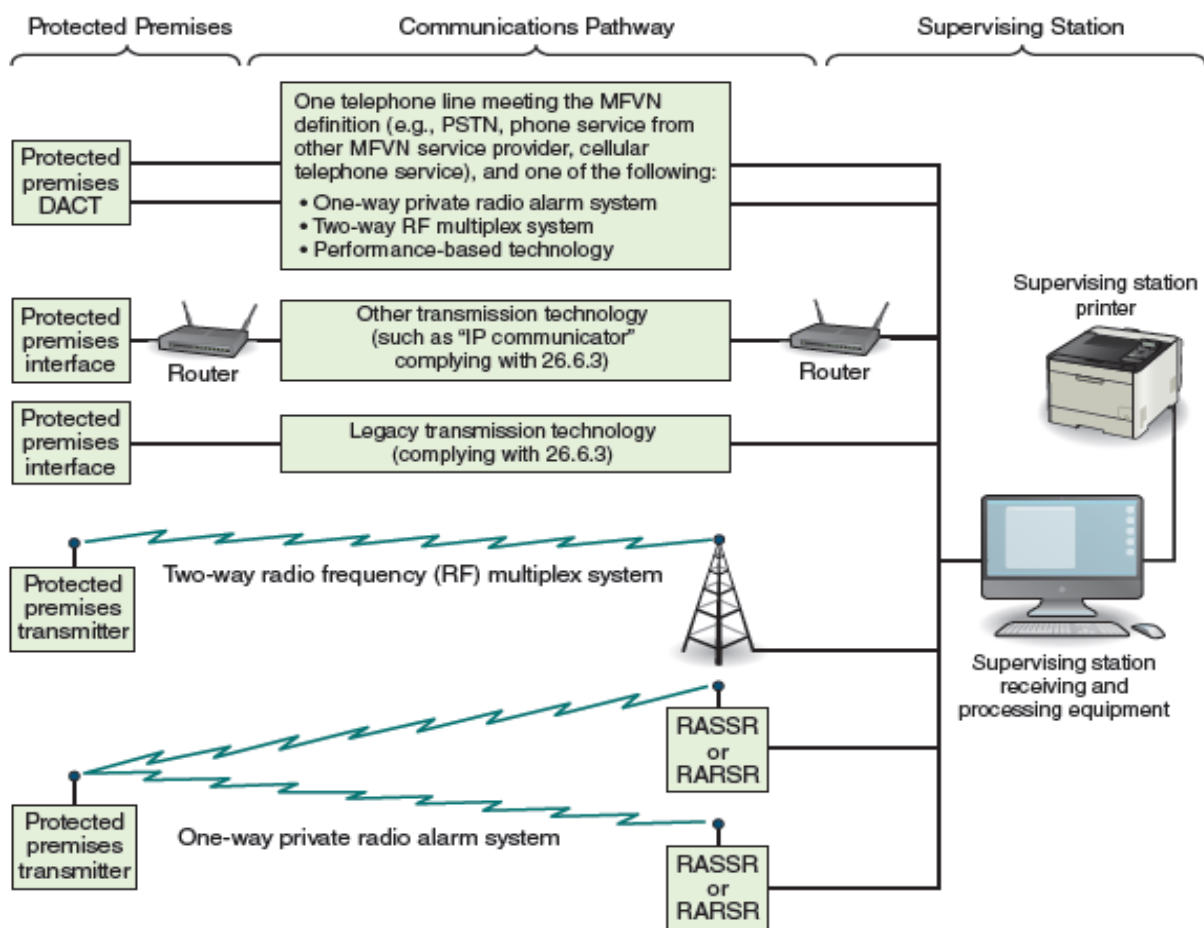 Protected Premises
Communications Pathway
Supervising Station
One telephone line meeting the MFVN
definition (e.g., PSTN, phone service from
other MFVN service provider, cellular
telephone service), and one of the following:
• One-way private radio alarm system
• Two-way RF multiplex system
• Performance-based technology
Protected
premises
DACT
Protected
premises
interface
Router
Other transmission technology
(such as “IP communicator”
complying with 26.6.3)
Router
Supervising station
printer
Protected
premises
interface
Legacy transmission technology
(complying with 26.6.3)
Two-way radio frequency (RF) multiplex system
Protected
premises
transmitter
Supervising station
receiving and
processing equipment
RASSR
or
RARSR
Protected
premises
transmitter
One-way private radio alarm system
RASSR
or
RARSR